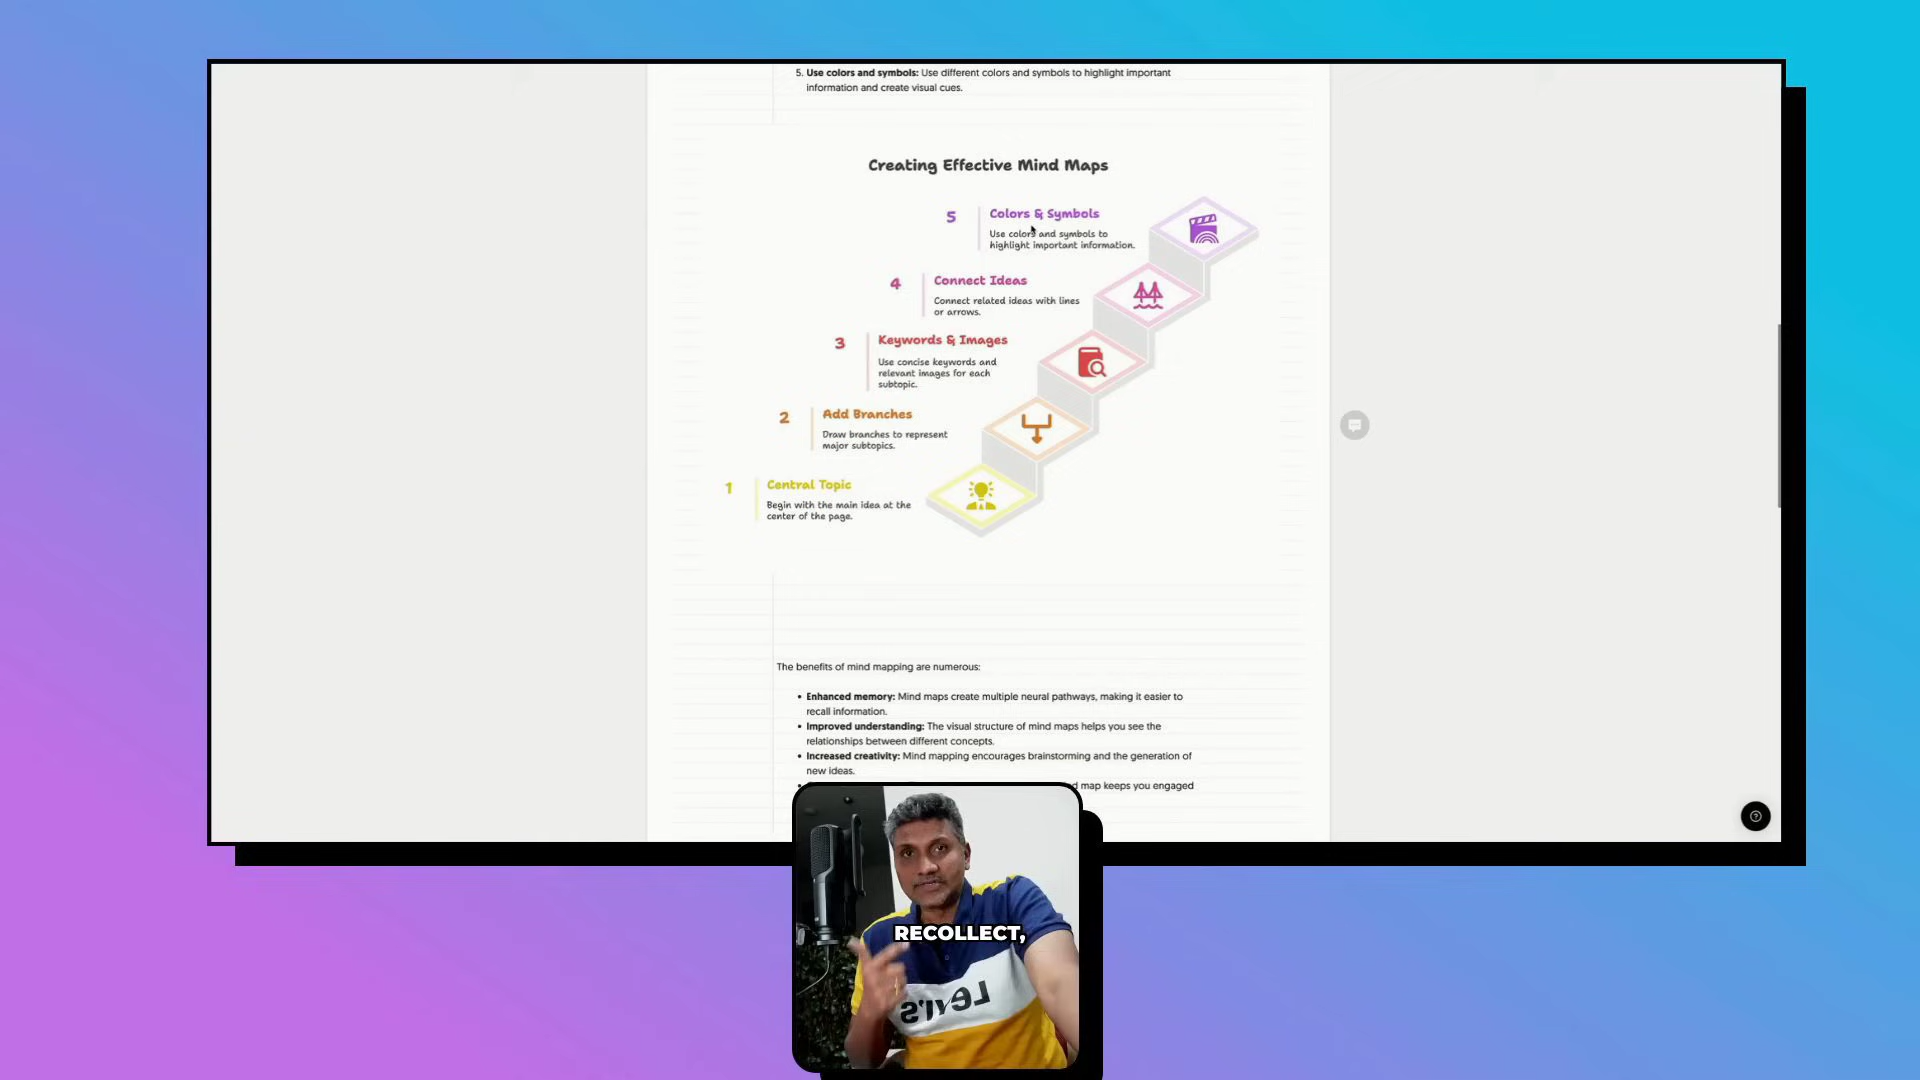 5. Use colors and symbols: Use different colors and symbols to highlight important
information and create visual cues.
Creating Effective Mind Maps
5
Colors & Symbols
Use colors and symbols to
highlight important information.
4
Connect Ideas
Connect related ideas with lines
or arrows.
3
Keywords & Images
Use concise keywords and
relevant images for each
subtopic.
2
Add Branches
Draw branches to represent
major subtopics.
1
Central Topic
Begin with the main idea at the
center of the page.
The benefits of mind mapping are numerous:
• Enhanced memory: Mind maps create multiple neural pathways, making it easier to
recall information.
• Improved understanding: The visual structure of mind maps helps you see the
relationships between different concepts.
• Increased creativity: Mind mapping encourages brainstorming and the generation of
new ideas.
map keeps you engaged
RECOLLECT,
Levi's